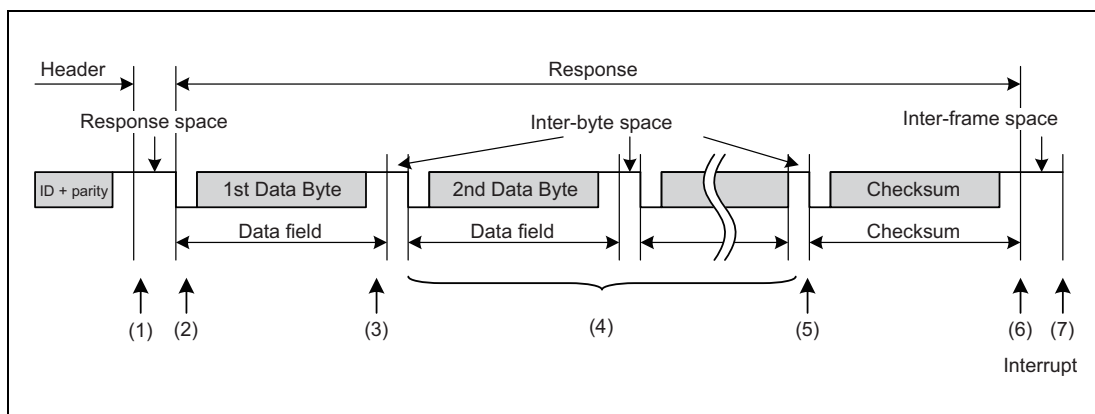 Header
Response
Response space
Inter-byte space
Inter-frame space
ID + parity
1st Data Byte
2nd Data Byte
Checksum
Data field
Data field
Checksum
(1)
(2)
(3)
(4)
(5)
(6)
(7)
Interrupt